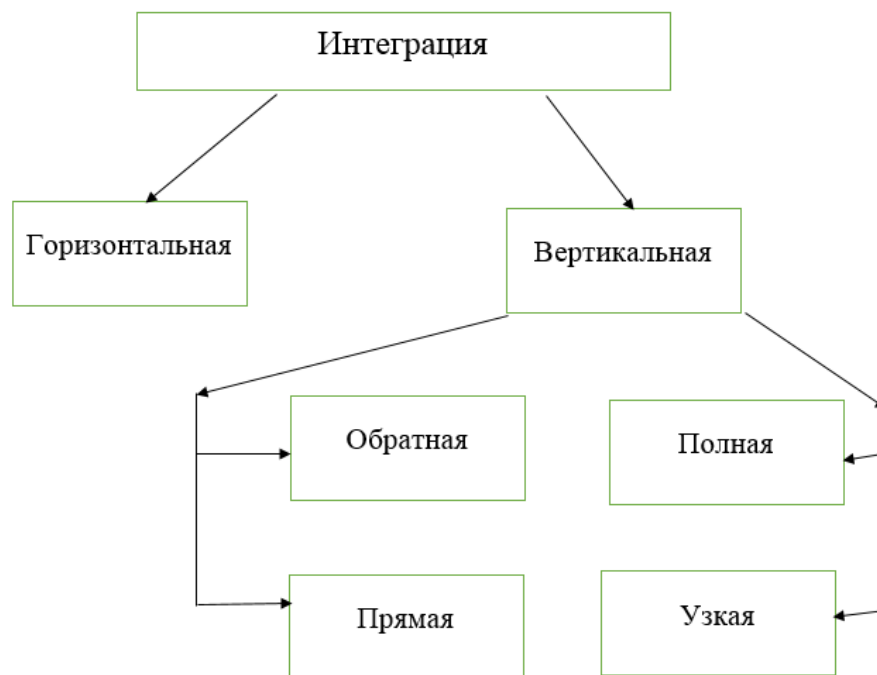 Интеграция
Горизонтальная
Вертикальная
Обратная
Полная
Прямая
Узкая